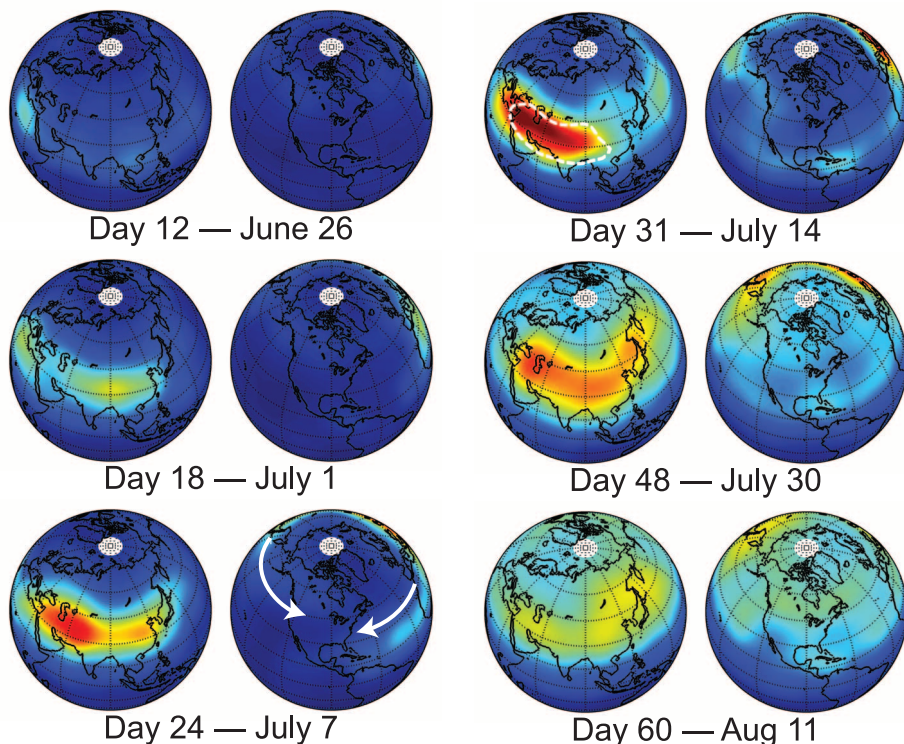 Day 12 — June 26
Day 31 — July 14
Day 18 — July 1
Day 48 — July 30
Day 24 — July 7
Day 60 — Aug 11